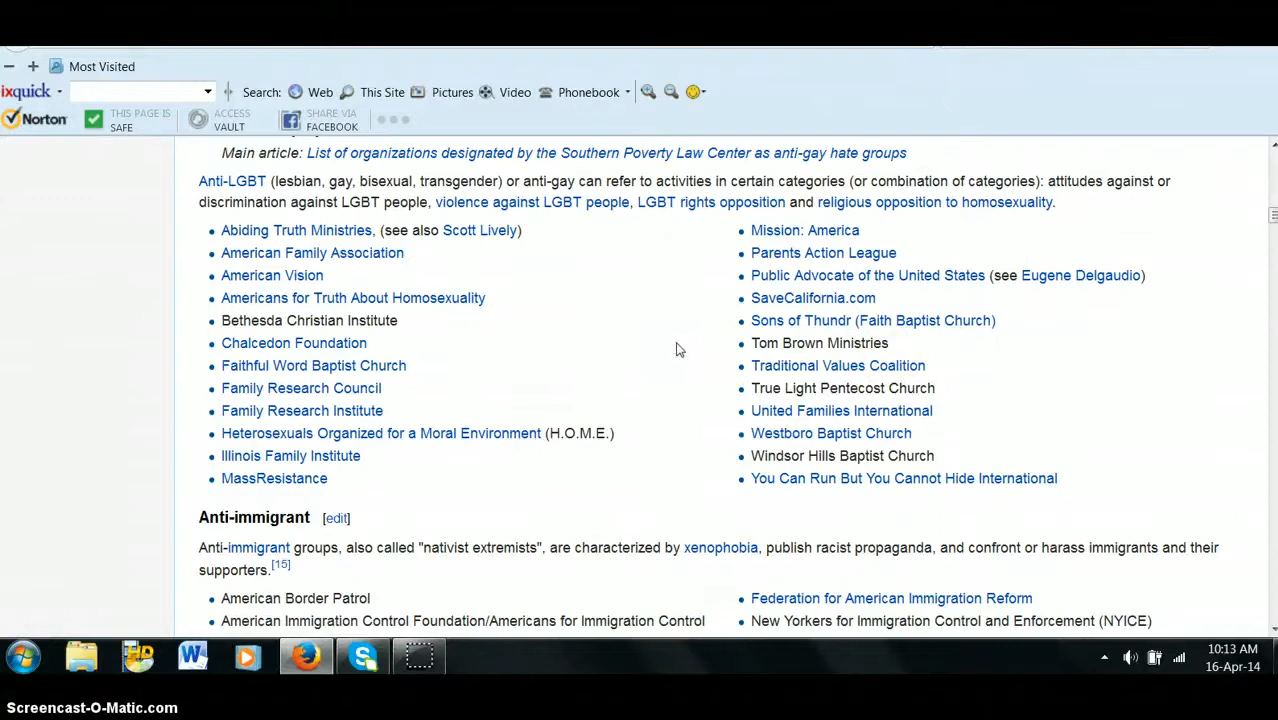 Most Visited
ixquick Search: Web This Site Pictures Video Phonebook
Norton THIS PAGE IS SAFE ACCESS VAULT SHARE VIA FACEBOOK
Main article: List of organizations designated by the Southern Poverty Law Center as anti-gay hate groups
Anti-LGBT (lesbian, gay, bisexual, transgender) or anti-gay can refer to activities in certain categories (or combination of categories): attitudes against or
discrimination against LGBT people, violence against LGBT people, LGBT rights opposition and religious opposition to homosexuality.
Abiding Truth Ministries, (see also Scott Lively)
American Family Association
American Vision
Americans for Truth About Homosexuality
Bethesda Christian Institute
Chalcedon Foundation
Faithful Word Baptist Church
Family Research Council
Family Research Institute
Heterosexuals Organized for a Moral Environment (H.O.M.E.)
Illinois Family Institute
MassResistance
Mission: America
Parents Action League
Public Advocate of the United States (see Eugene Delgaudio)
SaveCalifornia.com
Sons of Thundr (Faith Baptist Church)
Tom Brown Ministries
Traditional Values Coalition
True Light Pentecost Church
United Families International
Westboro Baptist Church
Windsor Hills Baptist Church
You Can Run But You Cannot Hide International
Anti-immigrant [edit]
Anti-immigrant groups, also called "nativist extremists", are characterized by xenophobia, publish racist propaganda, and confront or harass immigrants and their
supporters.[15]
American Border Patrol
American Immigration Control Foundation/Americans for Immigration Control
Federation for American Immigration Reform
New Yorkers for Immigration Control and Enforcement (NYICE)
HD
W
S
10:13 AM
16-Apr-14
Screencast-O-Matic.com